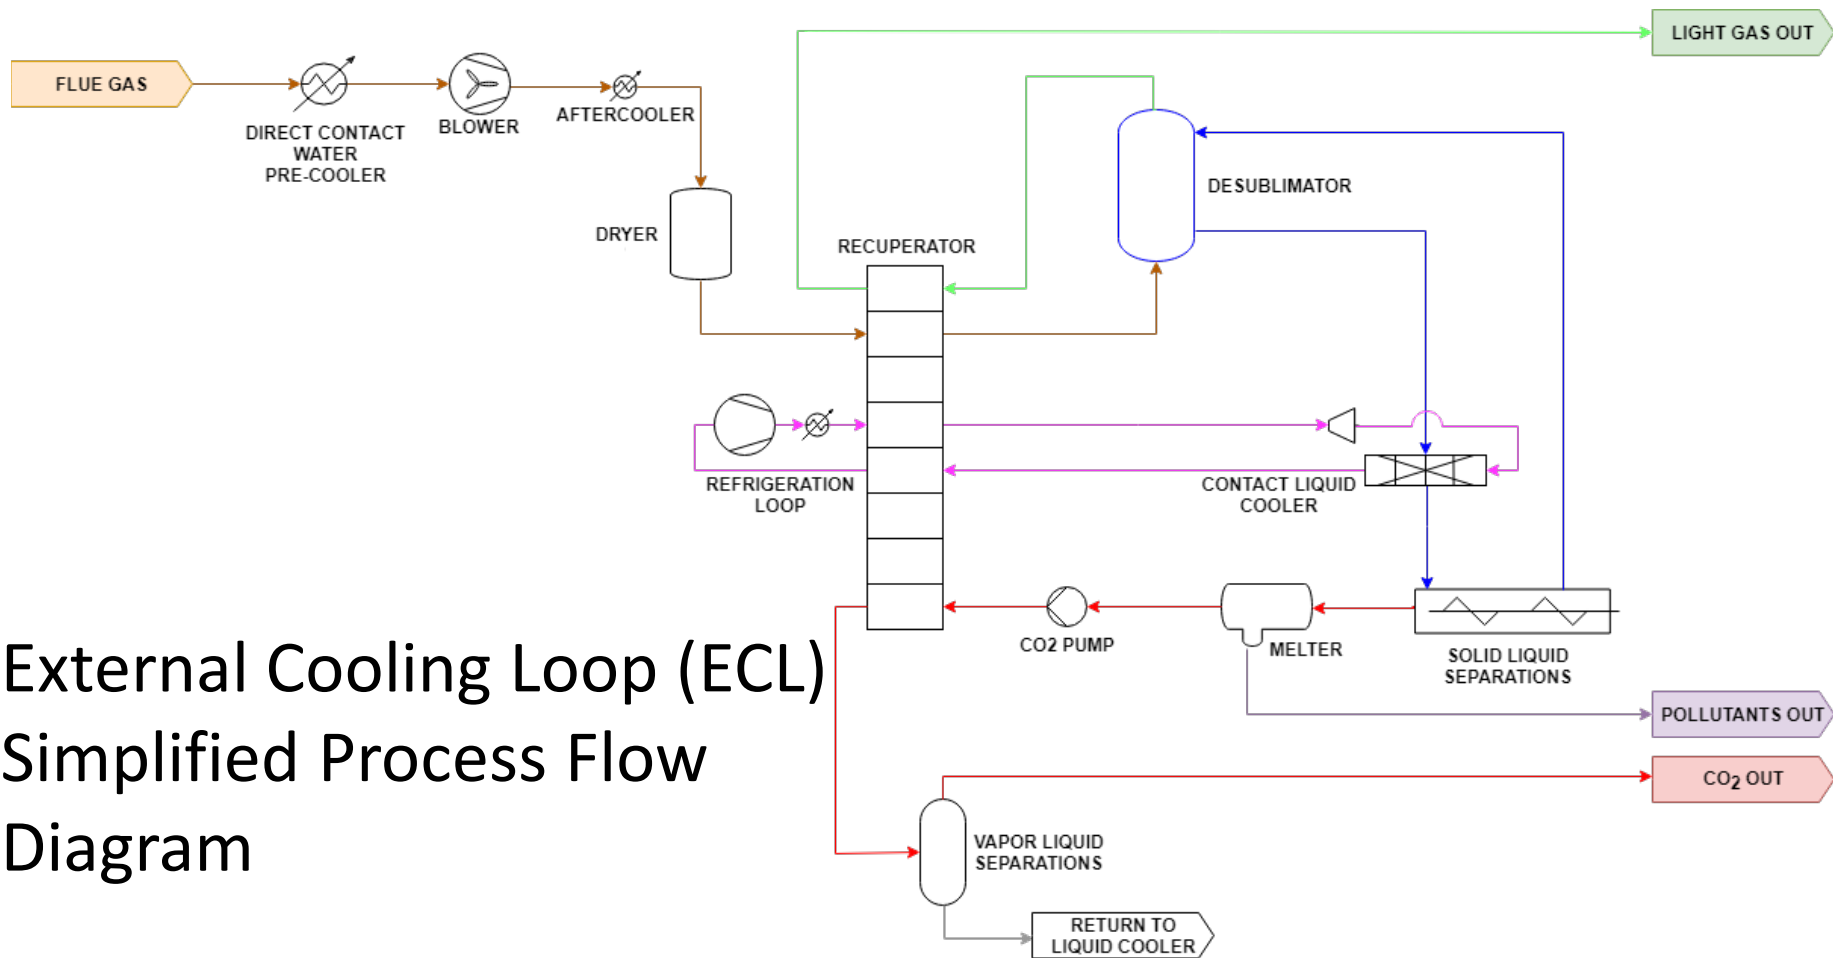 LIGHT GAS OUT
FLUE GAS
DIRECT CONTACT
WATER
PRE-COOLER
BLOWER
AFTERCOOLER
DESUBLIMATOR
DRYER
RECUPERATOR
REFRIGERATION
LOOP
CONTACT LIQUID
COOLER
CO2 PUMP
MELTER
SOLID LIQUID
SEPARATIONS
External Cooling Loop (ECL)
Simplified Process Flow
Diagram
POLLUTANTS OUT
CO2 OUT
VAPOR LIQUID
SEPARATIONS
RETURN TO
LIQUID COOLER